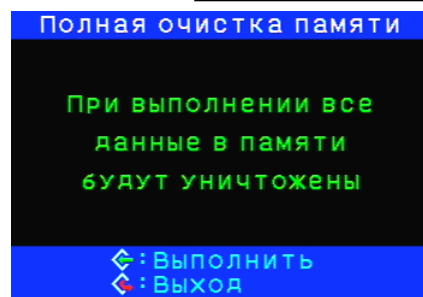 Полная очистка памяти
При выполнении все
данные в памяти
будут уничтожены
: Выполнить
: Выход